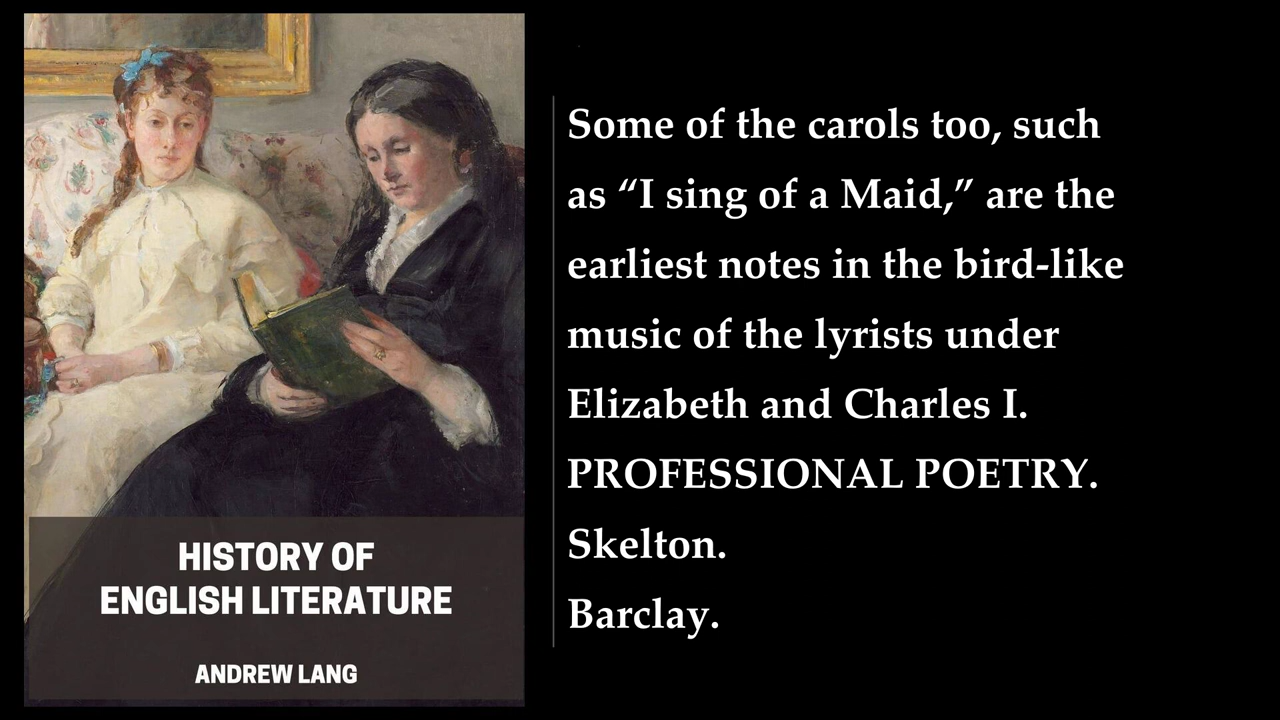 HISTORY OF
ENGLISH LITERATURE
ANDREW LANG
Some of the carols too, such
as “I sing of a Maid,” are the
earliest notes in the bird-like
music of the lyrists under
Elizabeth and Charles I.
PROFESSIONAL POETRY.
Skelton.
Barclay.